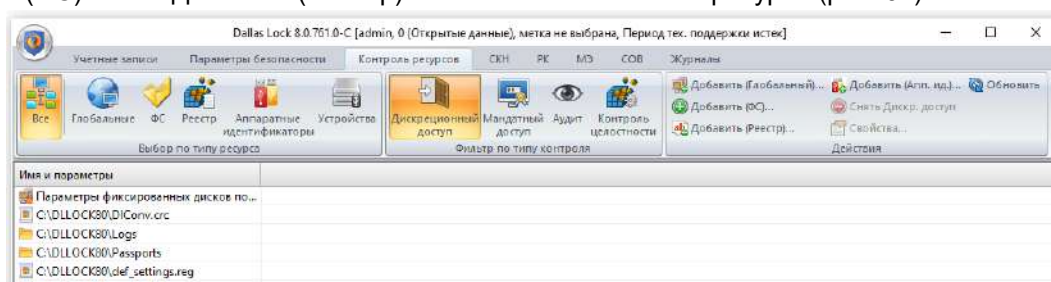 Dallas Lock 8.0.761.0-C [admin, 0 (Открытые данные), метка не выбрана, Период тех. поддержки истек]
Учетные записи Параметры безопасности Контроль ресурсов СКН РК МЭ СОВ Журналы
Все Глобальные ФС Реестр Аппаратные идентификаторы Устройства
Выбор по типу ресурса
Дискреционный доступ Мандатный доступ Аудит Контроль целостности
Фильтр по типу контроля
Добавить (Глобальный)... Добавить (Апп. ид.)... Обновить
Добавить (ФС)... Снять Дискр. доступ
Добавить (Реестр)... Свойства...
Действия
Имя и параметры
Параметры фиксированных дисков по...
C:\DLLOCK80\DlConv.crc
C:\DLLOCK80\Logs
C:\DLLOCK80\Passports
C:\DLLOCK80\def_settings.reg